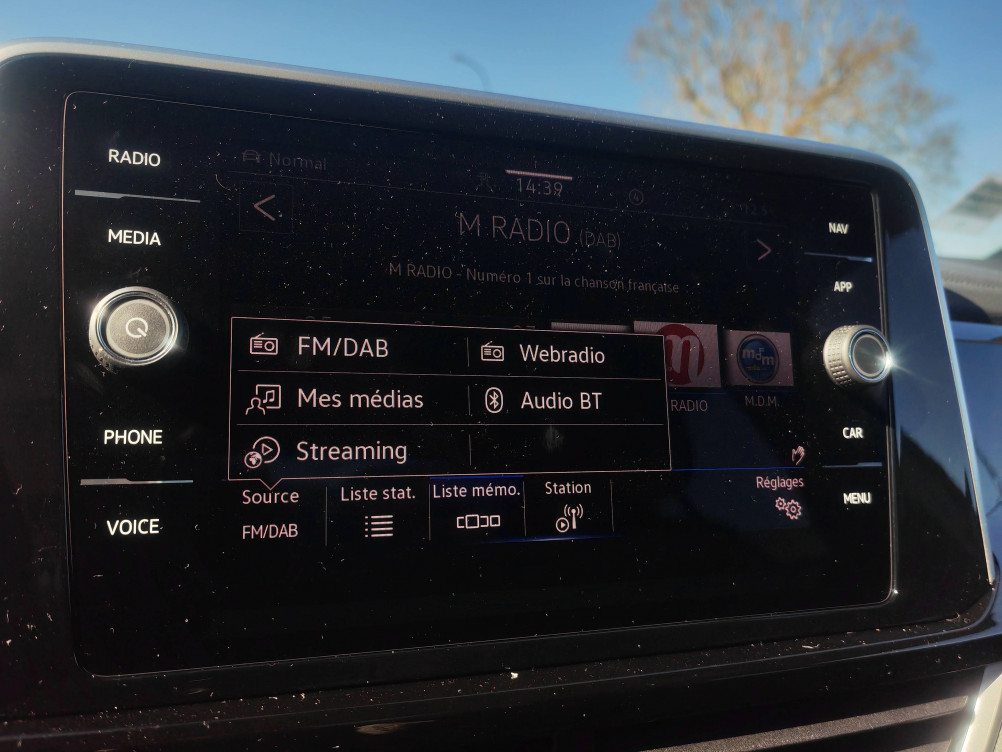 RADIO
MEDIA
PHONE
VOICE
Normal
14:39
M RADIO (DAB)
M RADIO - Numéro 1 sur la chanson française
FM/DAB
Webradio
Mes médias
Audio BT
Streaming
RADIO
M.D.M.
Source
FM/DAB
Liste stat.
Liste mémo.
Station
Réglages
NAV
APP
CAR
MENU